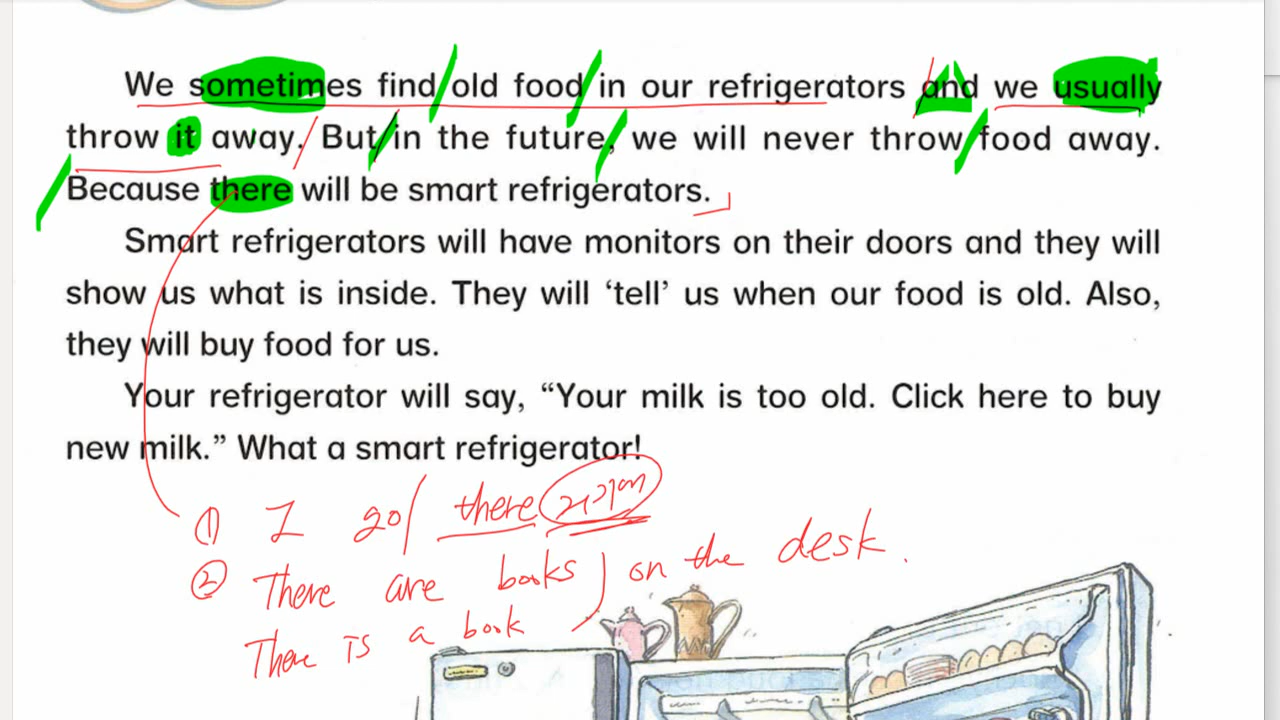 We sometimes find old food in our refrigerators and we usually
throw it away. But in the future, we will never throw food away.
Because there will be smart refrigerators.
Smart refrigerators will have monitors on their doors and they will
show us what is inside. They will ‘tell’ us when our food is old. Also,
they will buy food for us.
Your refrigerator will say, “Your milk is too old. Click here to buy
new milk.” What a smart refrigerator!
① I go there 거기에
② There are books on the desk.
There is a book